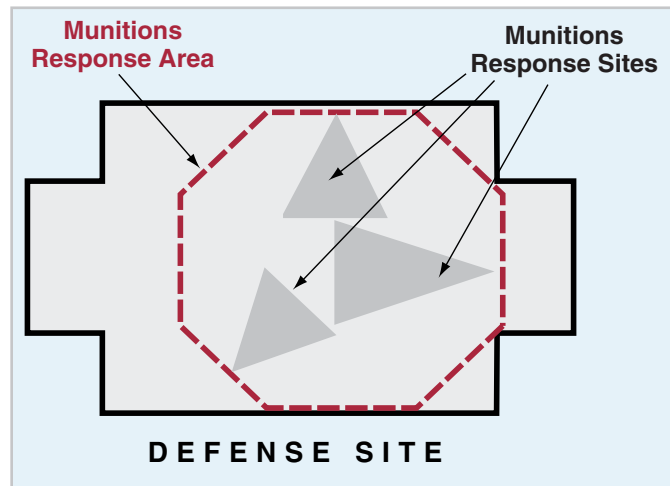 Munitions
Response Area
Munitions
Response Sites
DEFENSE SITE